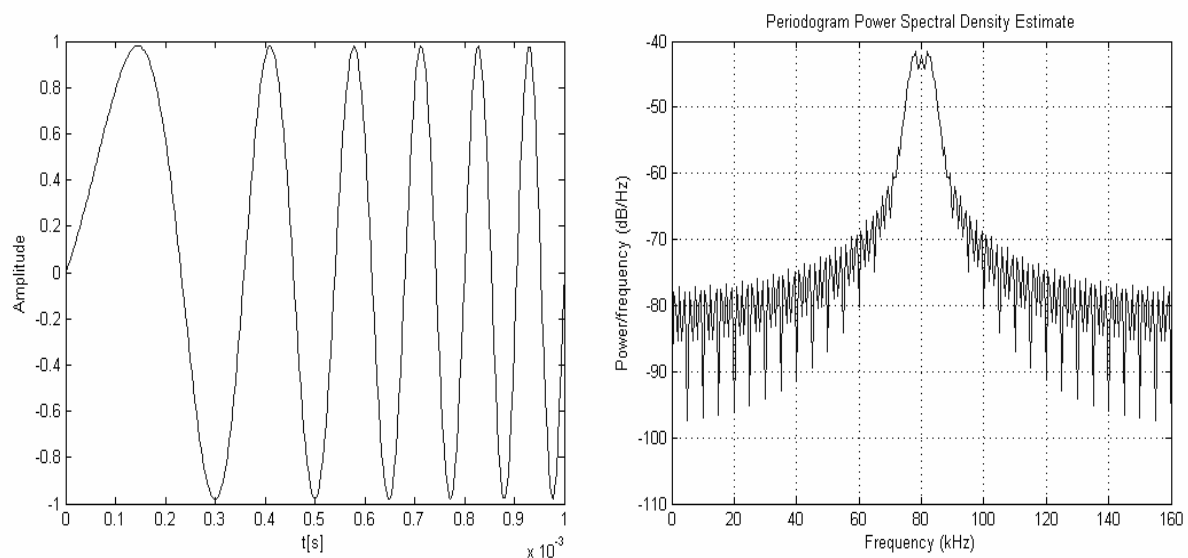 1
0.8
0.6
0.4
0.2
0
-0.2
-0.4
-0.6
-0.8
-1
Amplitude
0 0.1 0.2 0.3 0.4 0.5 0.6 0.7 0.8 0.9 1
t[s]
x 10-3
Periodogram Power Spectral Density Estimate
-40
-50
-60
-70
-80
-90
-100
-110
Power/frequency (dB/Hz)
0 20 40 60 80 100 120 140 160
Frequency (kHz)